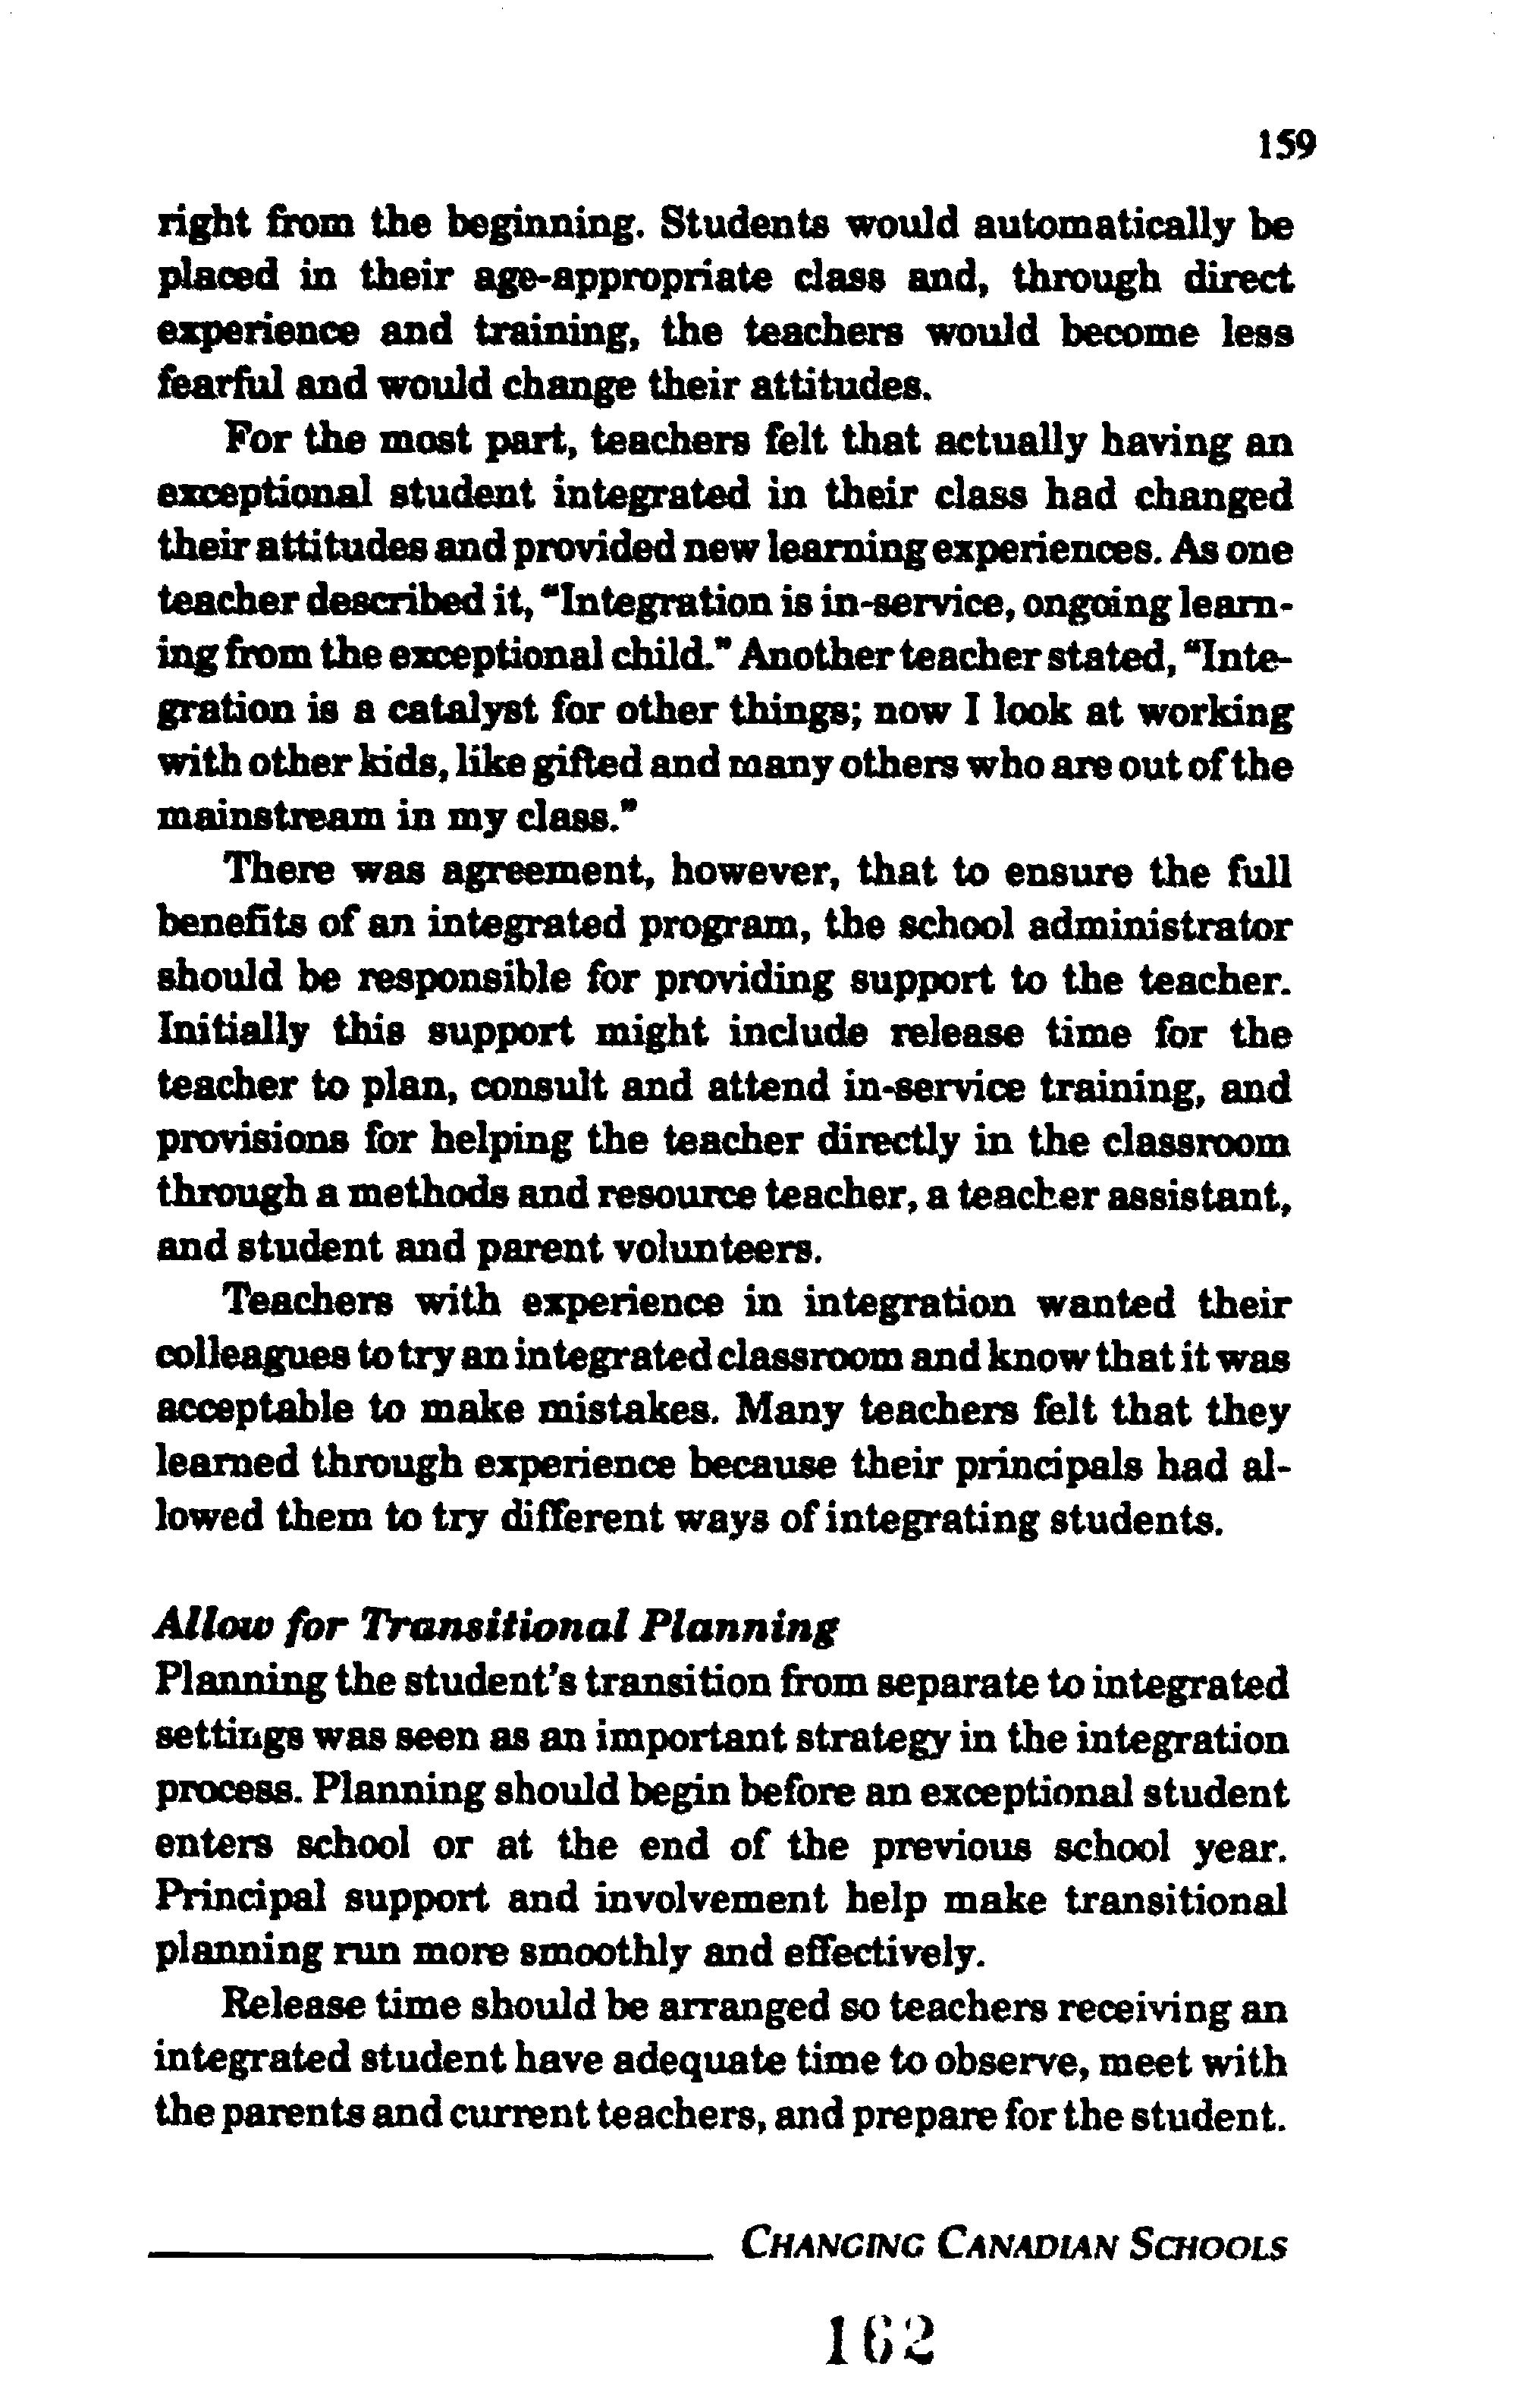 159
right from the beginning. Students would automatically be
placed in their age-appropriate class and, through direct
experience and training, the teachers would become less
fearful and would change their attitudes.
For the most part, teachers felt that actually having an
exceptional student integrated in their class had changed
their attitudes and provided new learning experiences. As one
teacher described it, "Integration is in-service, ongoing learn-
ing from the exceptional child." Another teacher stated, "Inte-
gration is a catalyst for other things; now I look at working
with other kids, like gifted and many others who are out of the
mainstream in my class."
There was agreement, however, that to ensure the full
benefits of an integrated program, the school administrator
should be responsible for providing support to the teacher.
Initially this support might include release time for the
teacher to plan, consult and attend in-service training, and
provisions for helping the teacher directly in the classroom
through a methods and resource teacher, a teacher assistant,
and student and parent volunteers.
Teachers with experience in integration wanted their
colleagues to try an integrated classroom and know that it was
acceptable to make mistakes. Many teachers felt that they
learned through experience because their principals had al-
lowed them to try different ways of integrating students.
Allow for Transitional Planning
Planning the student's transition from separate to integrated
settings was seen as an important strategy in the integration
process. Planning should begin before an exceptional student
enters school or at the end of the previous school year.
Principal support and involvement help make transitional
planning run more smoothly and effectively.
Release time should be arranged so teachers receiving an
integrated student have adequate time to observe, meet with
the parents and current teachers, and prepare for the student.
CHANGING CANADIAN SCHOOLS
162